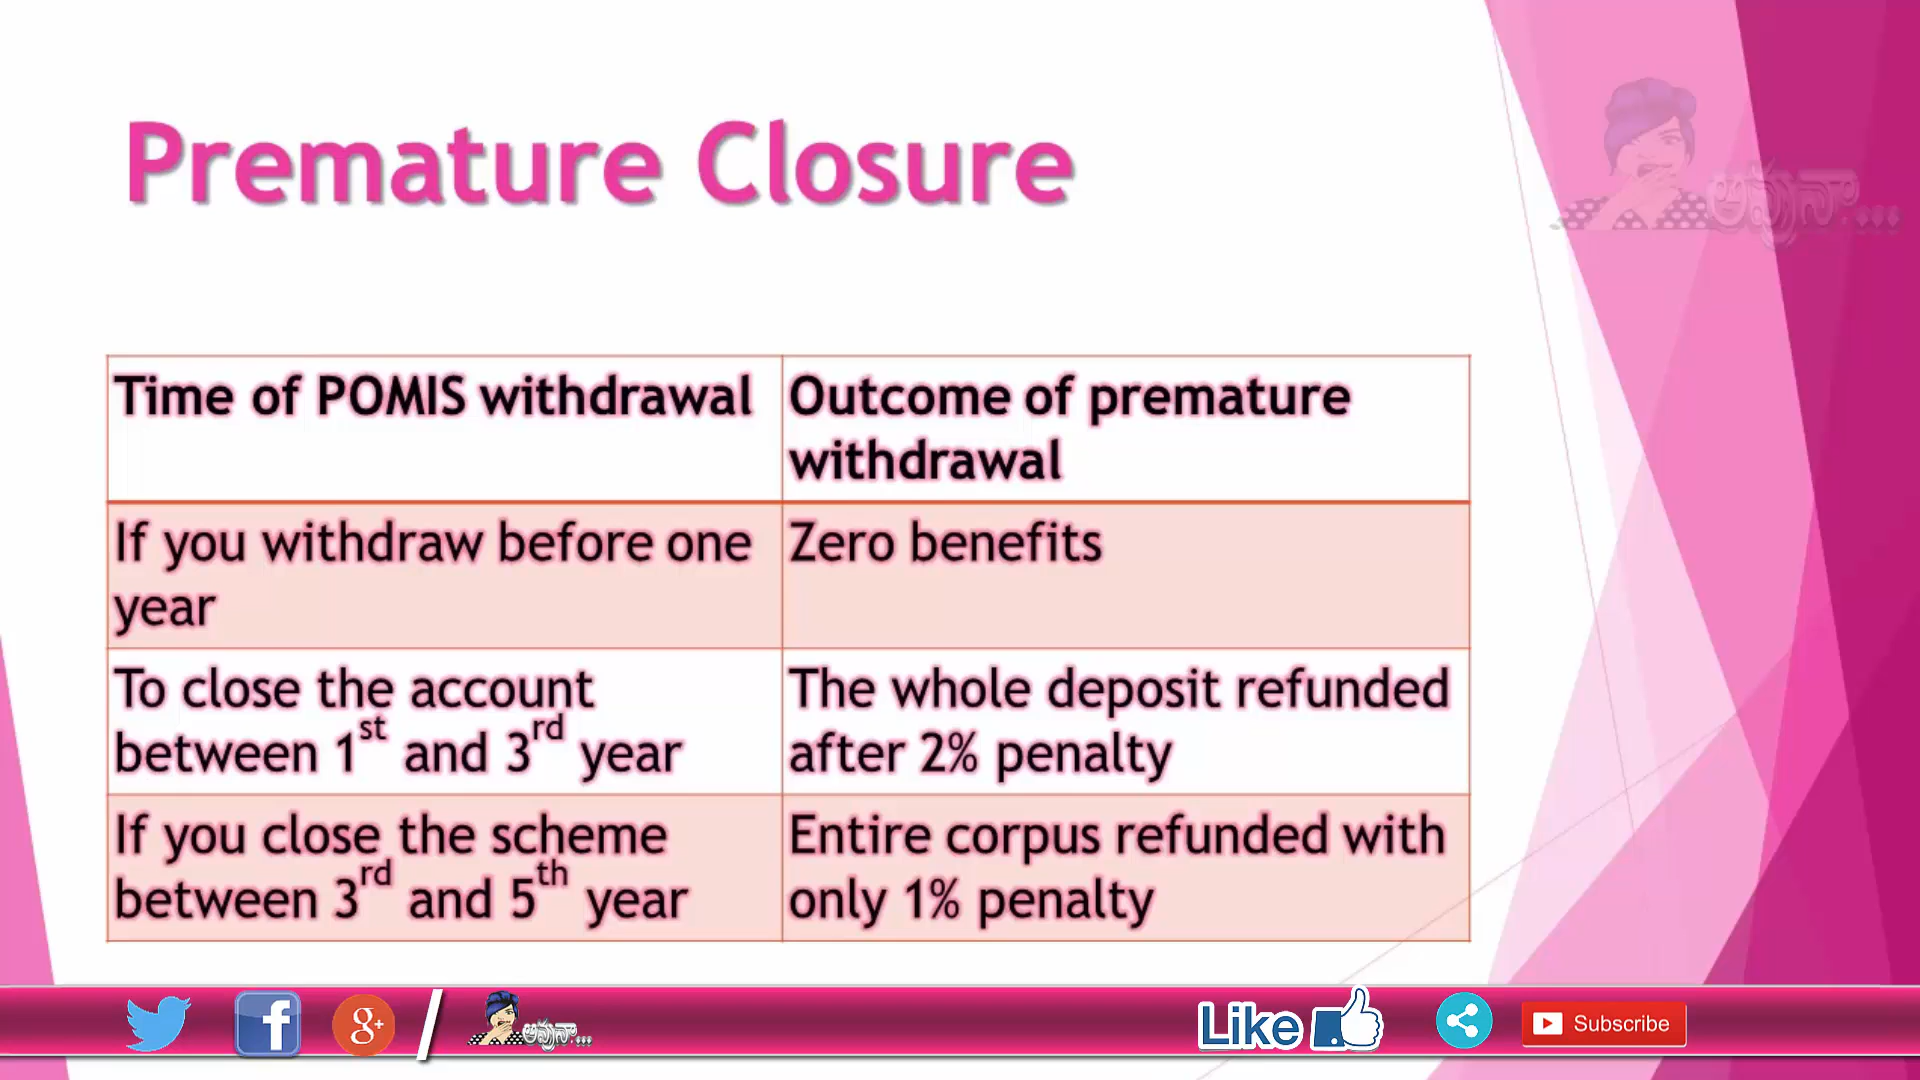 Premature Closure
అవునా...
Time of POMIS withdrawal
Outcome of premature
withdrawal
If you withdraw before one
year
Zero benefits
To close the account
between 1st and 3rd year
The whole deposit refunded
after 2% penalty
If you close the scheme
between 3rd and 5th year
Entire corpus refunded with
only 1% penalty
f
g+
/
అవునా...
Like
Subscribe